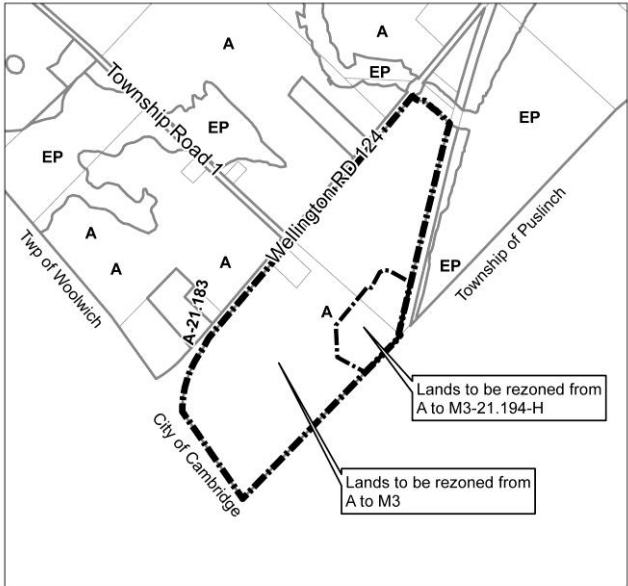 A
A
EP
Township Road 1
EP
EP
EP
Wellington RD 124
A
Twp of Woolwich
A
A
EP
Township of Puslinch
A-21.183
A
Lands to be rezoned from
A to M3-21.194-H
City of Cambridge
Lands to be rezoned from
A to M3